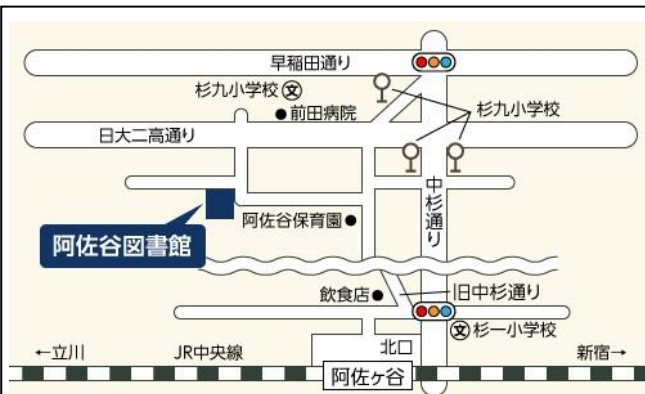 早稲田通り
杉九小学校 文
前田病院
杉九小学校
日大二高通り
中杉通り
阿佐谷保育園
阿佐谷図書館
飲食店
旧中杉通り
文 杉一小学校
北口
←立川
JR中央線
新宿→
阿佐ヶ谷